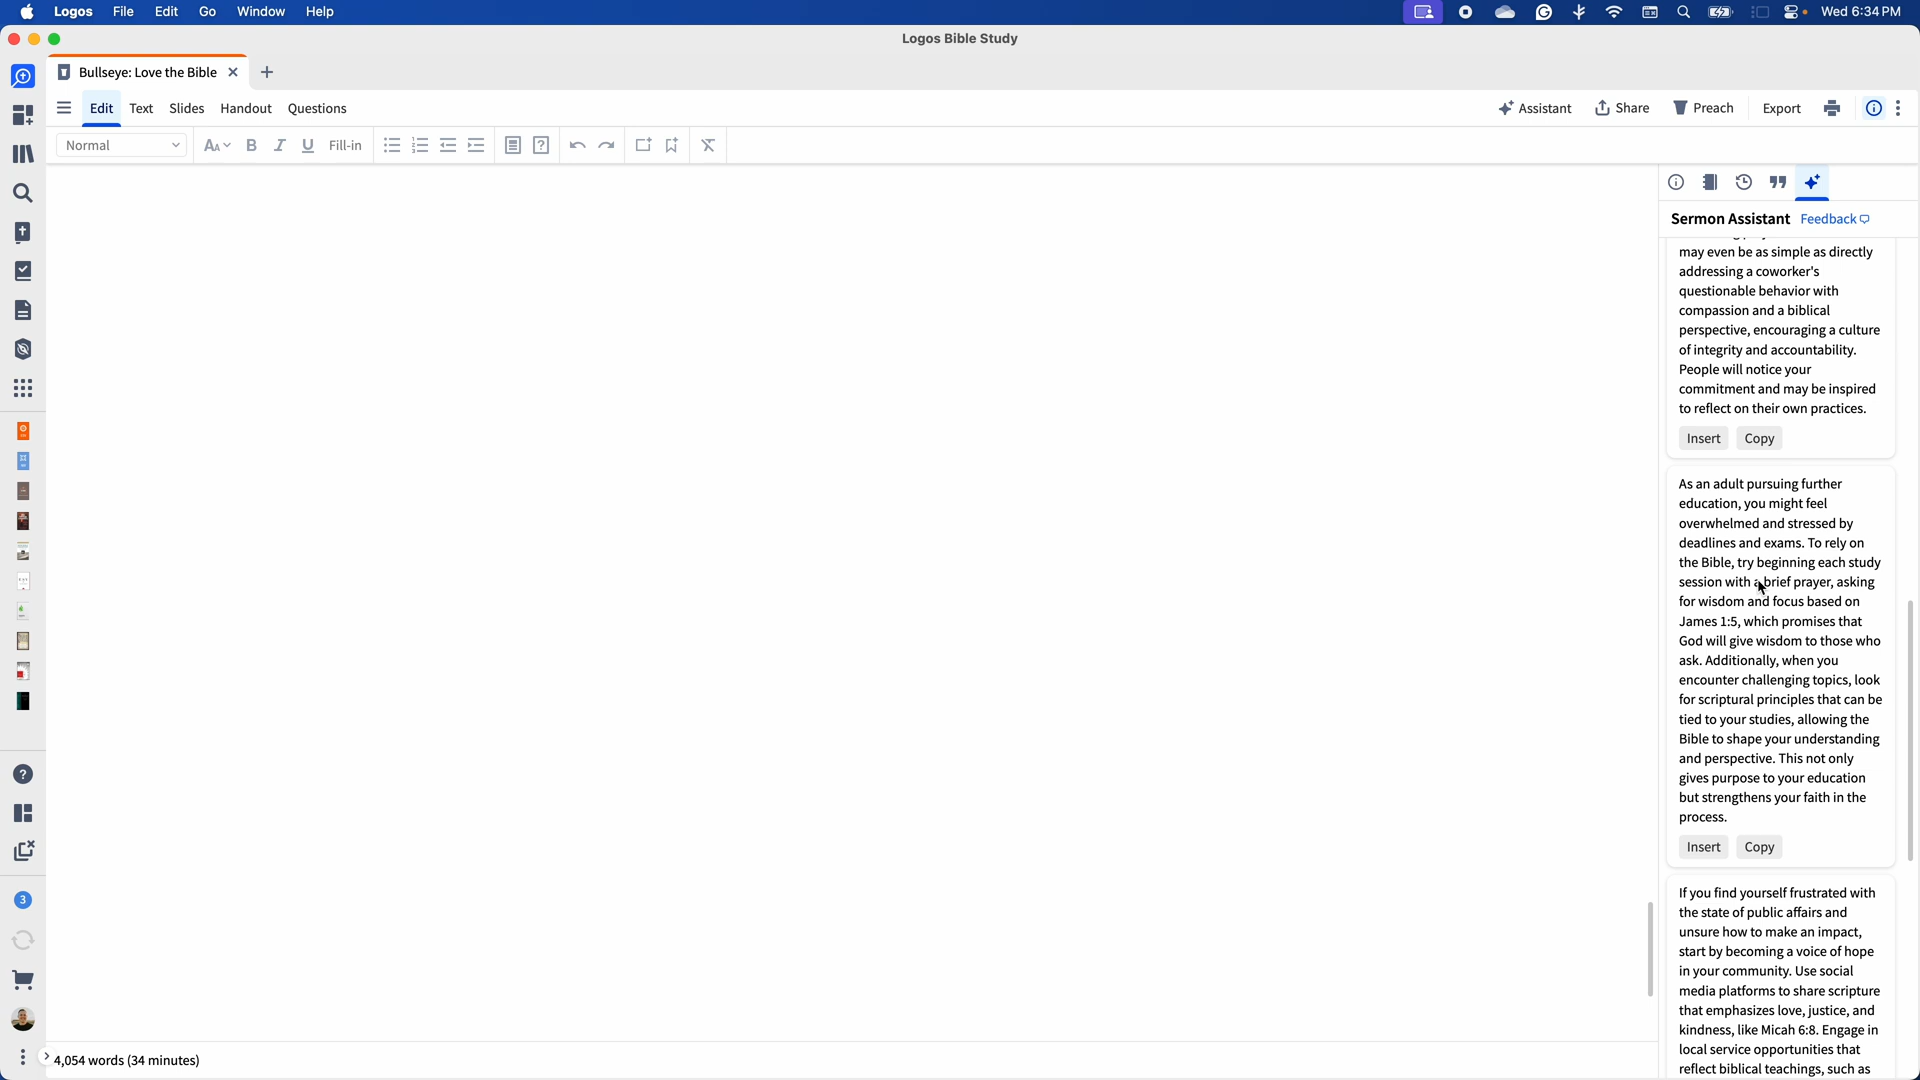 Logos File Edit Go Window Help
Wed 6:34 PM
Logos Bible Study
Bullseye: Love the Bible
Edit Text Slides Handout Questions
Assistant Share Preach Export
Normal
Fill-in
Sermon Assistant Feedback
may even be as simple as directly
addressing a coworker's
questionable behavior with
compassion and a biblical
perspective, encouraging a culture
of integrity and accountability.
People will notice your
commitment and may be inspired
to reflect on their own practices.
Insert Copy
As an adult pursuing further
education, you might feel
overwhelmed and stressed by
deadlines and exams. To rely on
the Bible, try beginning each study
session with a brief prayer, asking
for wisdom and focus based on
James 1:5, which promises that
God will give wisdom to those who
ask. Additionally, when you
encounter challenging topics, look
for scriptural principles that can be
tied to your studies, allowing the
Bible to shape your understanding
and perspective. This not only
gives purpose to your education
but strengthens your faith in the
process.
Insert Copy
If you find yourself frustrated with
the state of public affairs and
unsure how to make an impact,
start by becoming a voice of hope
in your community. Use social
media platforms to share scripture
that emphasizes love, justice, and
kindness, like Micah 6:8. Engage in
local service opportunities that
reflect biblical teachings, such as
3
4,054 words (34 minutes)